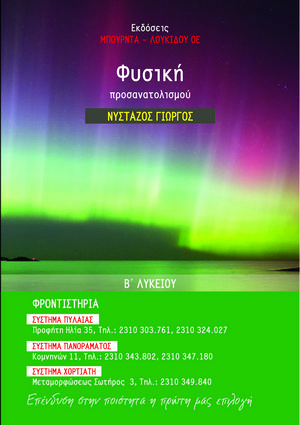 Εκδόσεις
ΜΠΟΥΡΝΤΑ - ΛΟΥΚΙΔΟΥ ΟΕ
Φυσική
προσανατολισμού
ΝΥΣΤΑΖΟΣ ΓΙΩΡΓΟΣ
Β΄ ΛΥΚΕΙΟΥ
ΦΡΟΝΤΙΣΤΗΡΙΑ
ΣΥΣΤΗΜΑ ΠΥΛΑΙΑΣ
Προφήτη Ηλία 35, Τηλ.: 2310 303.761, 2310 324.027
ΣΥΣΤΗΜΑ ΠΑΝΟΡΑΜΑΤΟΣ
Κομνηνών 11, Τηλ.: 2310 343.802, 2310 347.180
ΣΥΣΤΗΜΑ ΧΟΡΤΙΑΤΗ
Μεταμορφώσεως Σωτήρος 3, Τηλ.: 2310 349.840
Επένδυση στην ποιότητα η πρώτη μας επιλογή